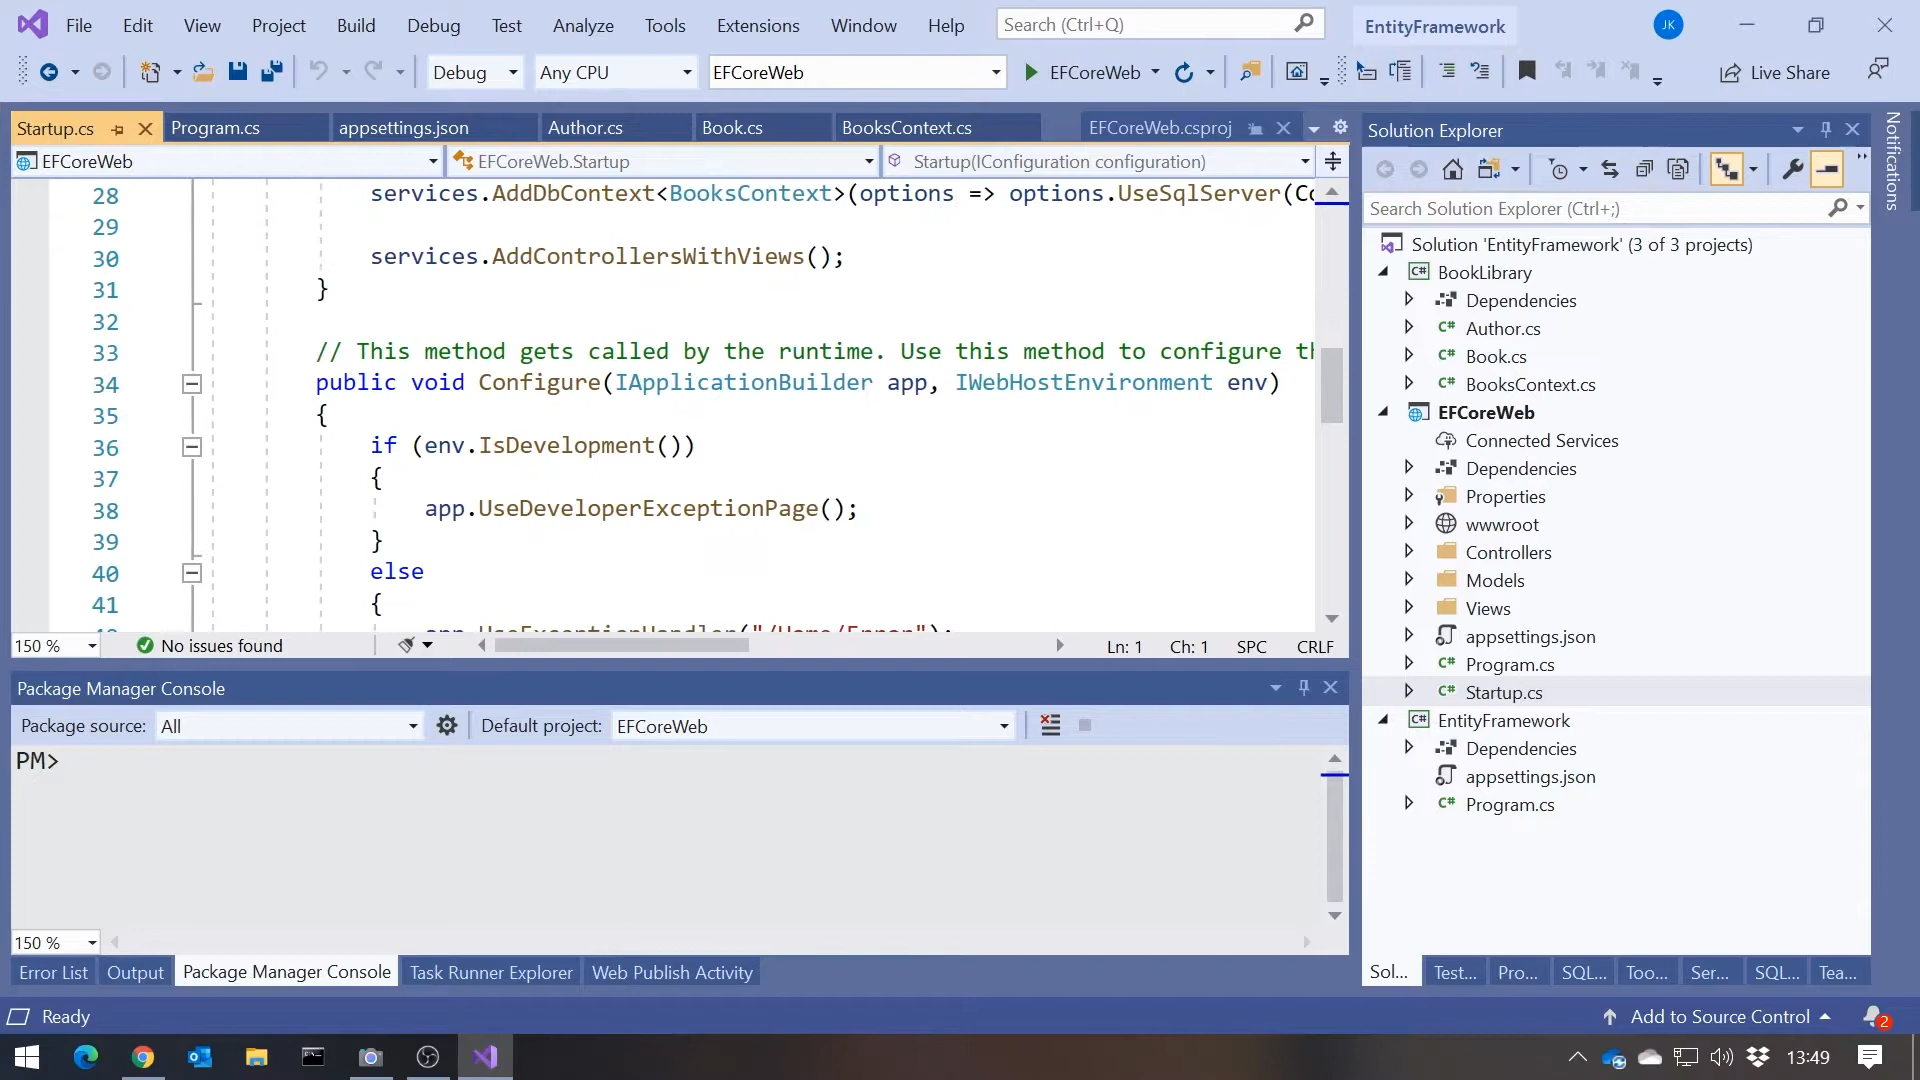 File Edit View Project Build Debug Test Analyze Tools Extensions Window Help Search (Ctrl+Q) EntityFramework JK
Debug Any CPU EFCoreWeb EFCoreWeb Live Share
Startup.cs Program.cs appsettings.json Author.cs Book.cs BooksContext.cs EFCoreWeb.csproj
EFCoreWeb EFCoreWeb.Startup Startup(IConfiguration configuration)
28 services.AddDbContext<BooksContext>(options => options.UseSqlServer(Co
29
30 services.AddControllersWithViews();
31 }
32
33 // This method gets called by the runtime. Use this method to configure th
34 public void Configure(IApplicationBuilder app, IWebHostEnvironment env)
35 {
36 if (env.IsDevelopment())
37 {
38 app.UseDeveloperExceptionPage();
39 }
40 else
41 {
app.UseExceptionHandler("/Home/Error");
150 % No issues found Ln: 1 Ch: 1 SPC CRLF
Package Manager Console
Package source: All Default project: EFCoreWeb
PM>
150 %
Error List Output Package Manager Console Task Runner Explorer Web Publish Activity
Solution Explorer
Search Solution Explorer (Ctrl+;)
Solution 'EntityFramework' (3 of 3 projects)
C# BookLibrary
Dependencies
C# Author.cs
C# Book.cs
C# BooksContext.cs
EFCoreWeb
Connected Services
Dependencies
Properties
wwwroot
Controllers
Models
Views
appsettings.json
C# Program.cs
C# Startup.cs
C# EntityFramework
Dependencies
appsettings.json
C# Program.cs
Sol... Test... Pro... SQL... Too... Ser... SQL... Tea...
Notifications
Ready Add to Source Control 2
13:49